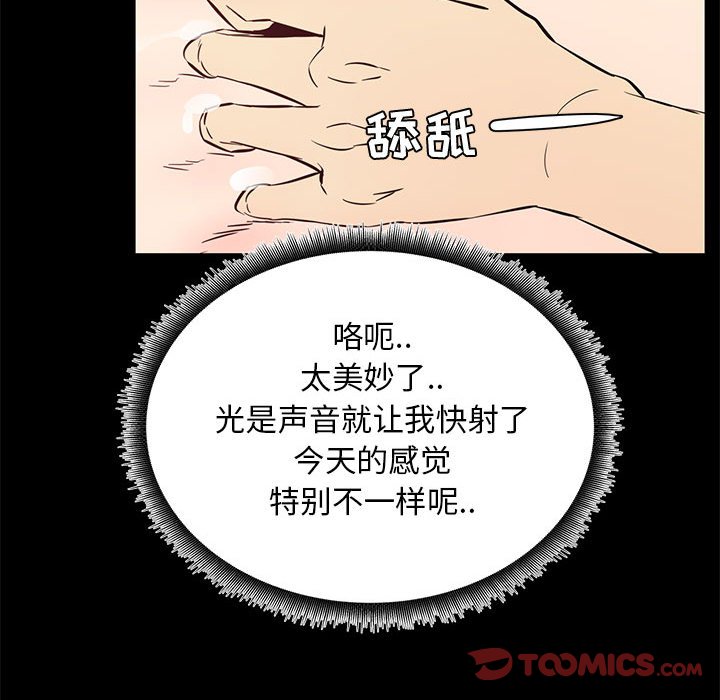 舔舐
咯呃..
太美妙了..
光是声音就让我快射了
今天的感觉
特别不一样呢..
TOOMICS.COM